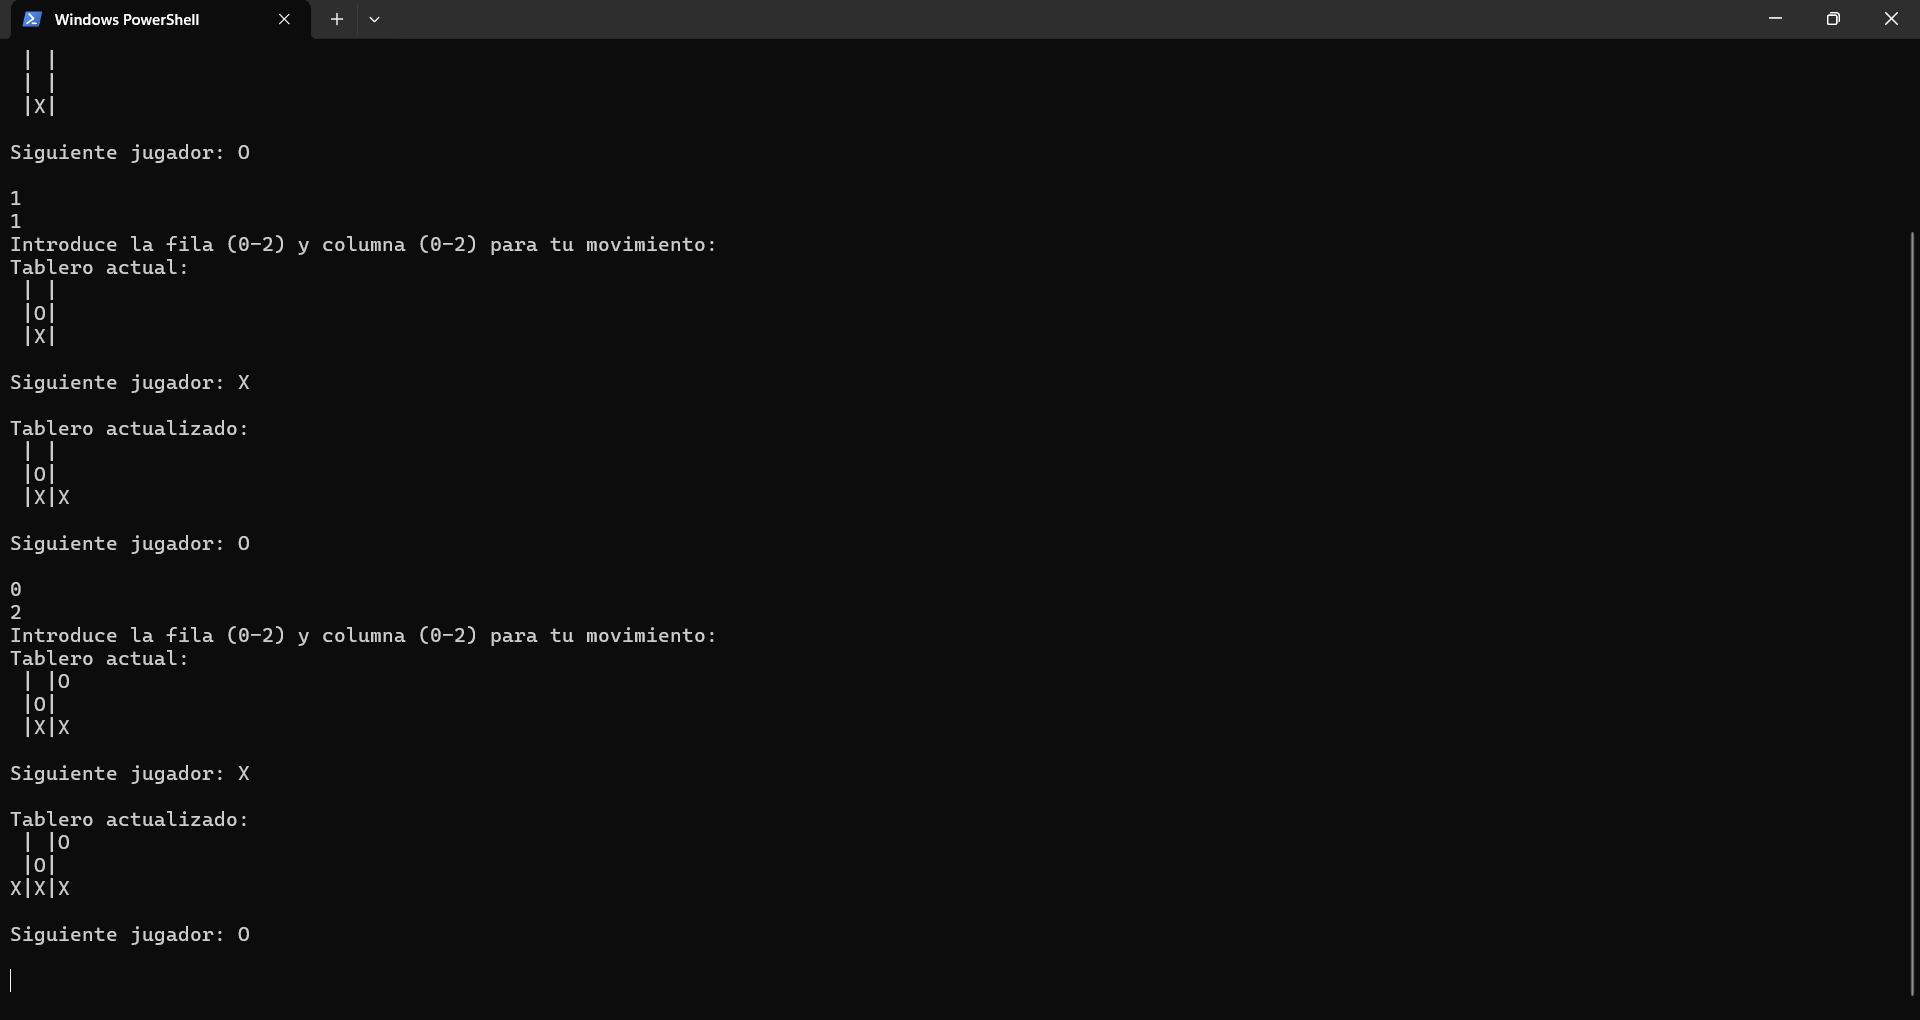 Windows PowerShell
 | |
 | |
 |X|
Siguiente jugador: O
1
1
Introduce la fila (0-2) y columna (0-2) para tu movimiento:
Tablero actual:
 | |
 |O|
 |X|
Siguiente jugador: X
Tablero actualizado:
 | |
 |O|
 |X|X
Siguiente jugador: O
0
2
Introduce la fila (0-2) y columna (0-2) para tu movimiento:
Tablero actual:
 | |O
 |O|
 |X|X
Siguiente jugador: X
Tablero actualizado:
 | |O
 |O|
X|X|X
Siguiente jugador: O